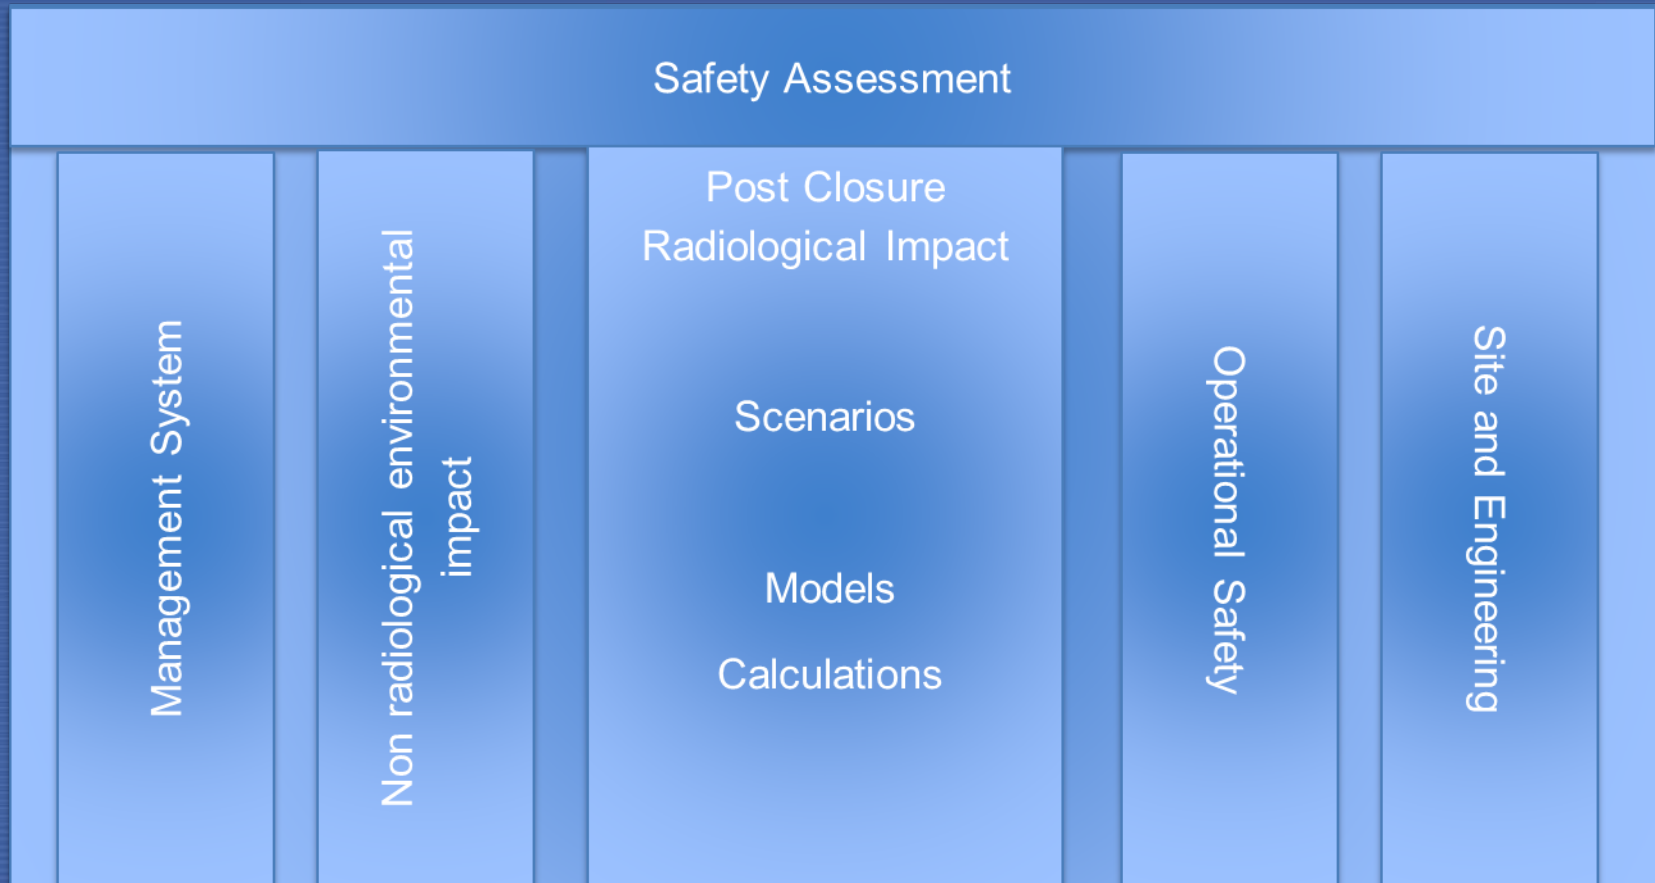 Safety Assessment
Management System
Non radiological environmental
impact
Post Closure
Radiological Impact
Scenarios
Models
Calculations
Operational Safety
Site and Engineering